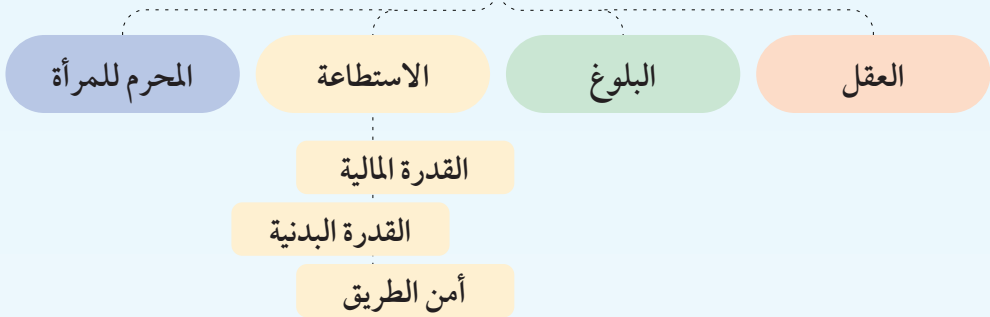 العقل
البلوغ
الاستطاعة
المحرم للمرأة
القدرة المالية
القدرة البدنية
أمن الطريق